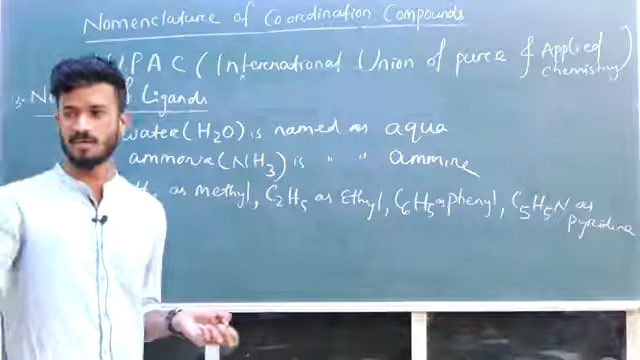 Nomenclature of Coordination Compounds
UPAC (International Union of puree & Applied chemistry)
of Ligands
water (H2O) is named as aqua
ammonia (NH3) is " " ammine
as methyl, C2H5 as Ethyl, C6H5 as phenyl, C5H5N as pyridine